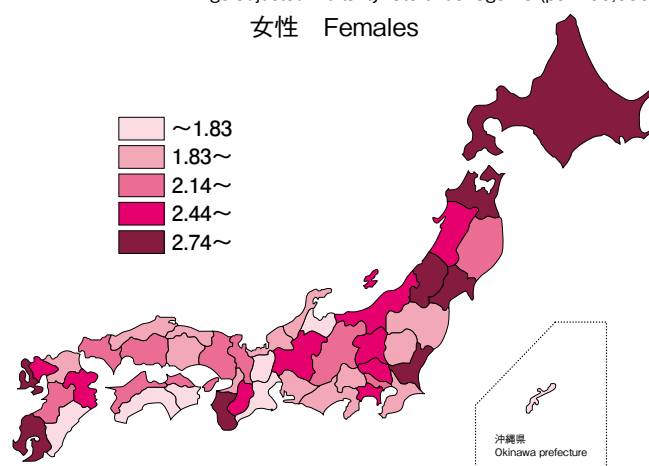 女性　Females
～1.83
1.83～
2.14～
2.44～
2.74～
沖縄県
Okinawa prefecture